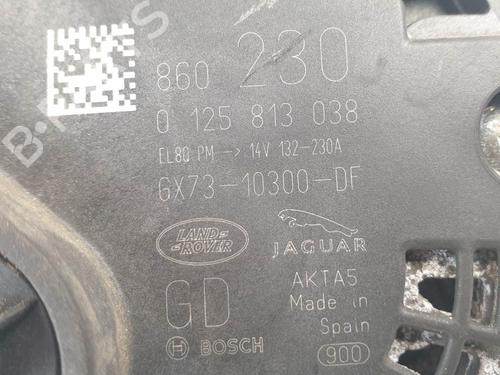 860 230
0 125 813 038
EL8Q PM -> 14V 132-230A
GX73-10300-DF
LAND-
-ROVER
JAGUAR
AKTA5
GD
Made in
Spain
BOSCH
900